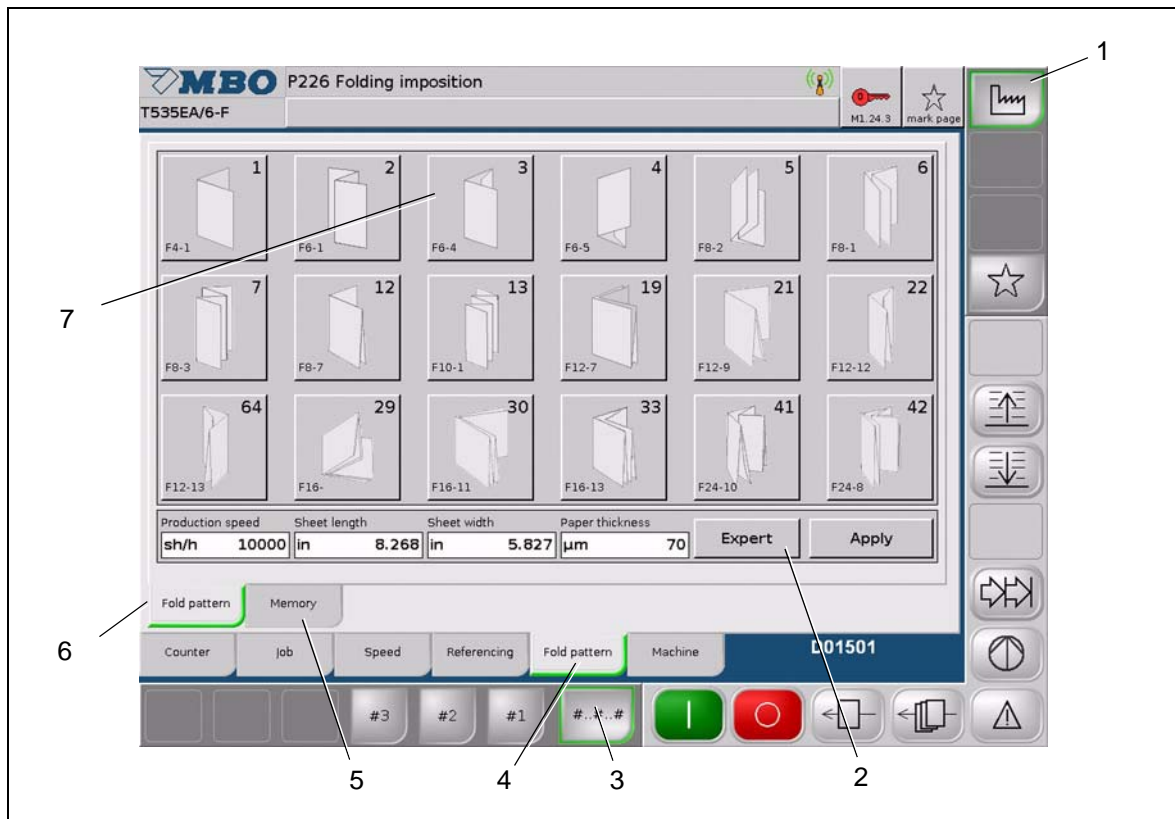 1
MBO
P226 Folding imposition
T535EA/6-F
M1.24.3
mark page
1
2
3
4
5
6
F4-1
F6-1
F6-4
F6-5
F8-2
F8-1
7
7
12
13
19
21
22
F8-3
F8-7
F10-1
F12-7
F12-9
F12-12
64
29
30
33
41
42
F12-13
F16-
F16-11
F16-13
F24-10
F24-8
Production speed
Sheet length
Sheet width
Paper thickness
sh/h 10000
in 8.268
in 5.827
µm 70
Expert
Apply
Fold pattern
Memory
6
Counter
Job
Speed
Referencing
Fold pattern
Machine
D01501
#3
#2
#1
#..#..#
5
4
3
2